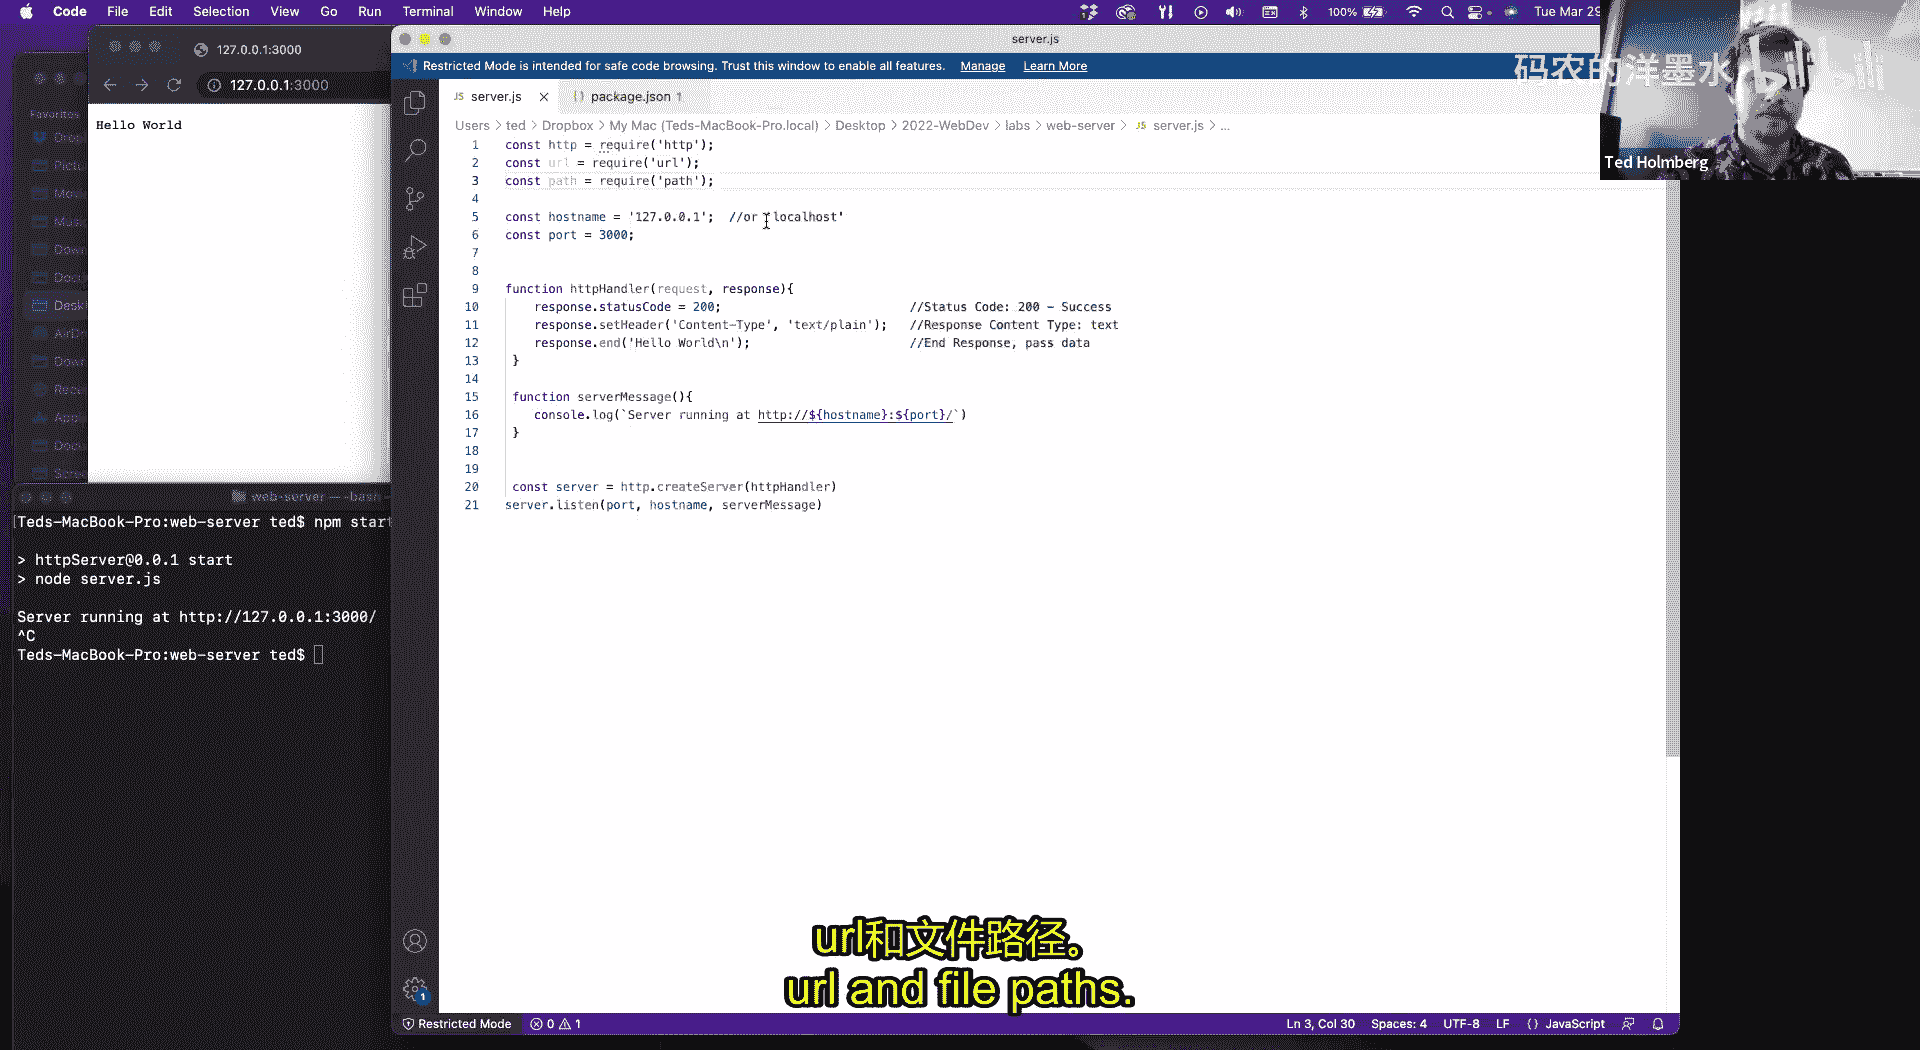 Code File Edit Selection View Go Run Terminal Window Help
100% Tue Mar 29
127.0.0.1:3000
127.0.0.1:3000
Hello World
Favorites
server.js
Restricted Mode is intended for safe code browsing. Trust this window to enable all features. Manage Learn More
JS server.js × {} package.json 1
Users > ted > Dropbox > My Mac (Teds-MacBook-Pro.local) > Desktop > 2022-WebDev > labs > web-server > JS server.js > ...
1 const http = require('http');
2 const url = require('url');
3 const path = require('path');
4
5 const hostname = '127.0.0.1'; //or 'localhost'
6 const port = 3000;
7
8
9 function httpHandler(request, response){
10 response.statusCode = 200; //Status Code: 200 - Success
11 response.setHeader('Content-Type', 'text/plain'); //Response Content Type: text
12 response.end('Hello World\n'); //End Response, pass data
13 }
14
15 function serverMessage(){
16 console.log(`Server running at http://${hostname}:${port}/`)
17 }
18
19
20 const server = http.createServer(httpHandler)
21 server.listen(port, hostname, serverMessage)
web-server — -bash
Teds-MacBook-Pro:web-server ted$ npm start
> httpServer@0.0.1 start
> node server.js
Server running at http://127.0.0.1:3000/
^C
Teds-MacBook-Pro:web-server ted$
码农的洋墨水
bilibili
Ted Holmberg
url和文件路径。
url and file paths.
1
Restricted Mode 0 1
Ln 3, Col 30 Spaces: 4 UTF-8 LF {} JavaScript